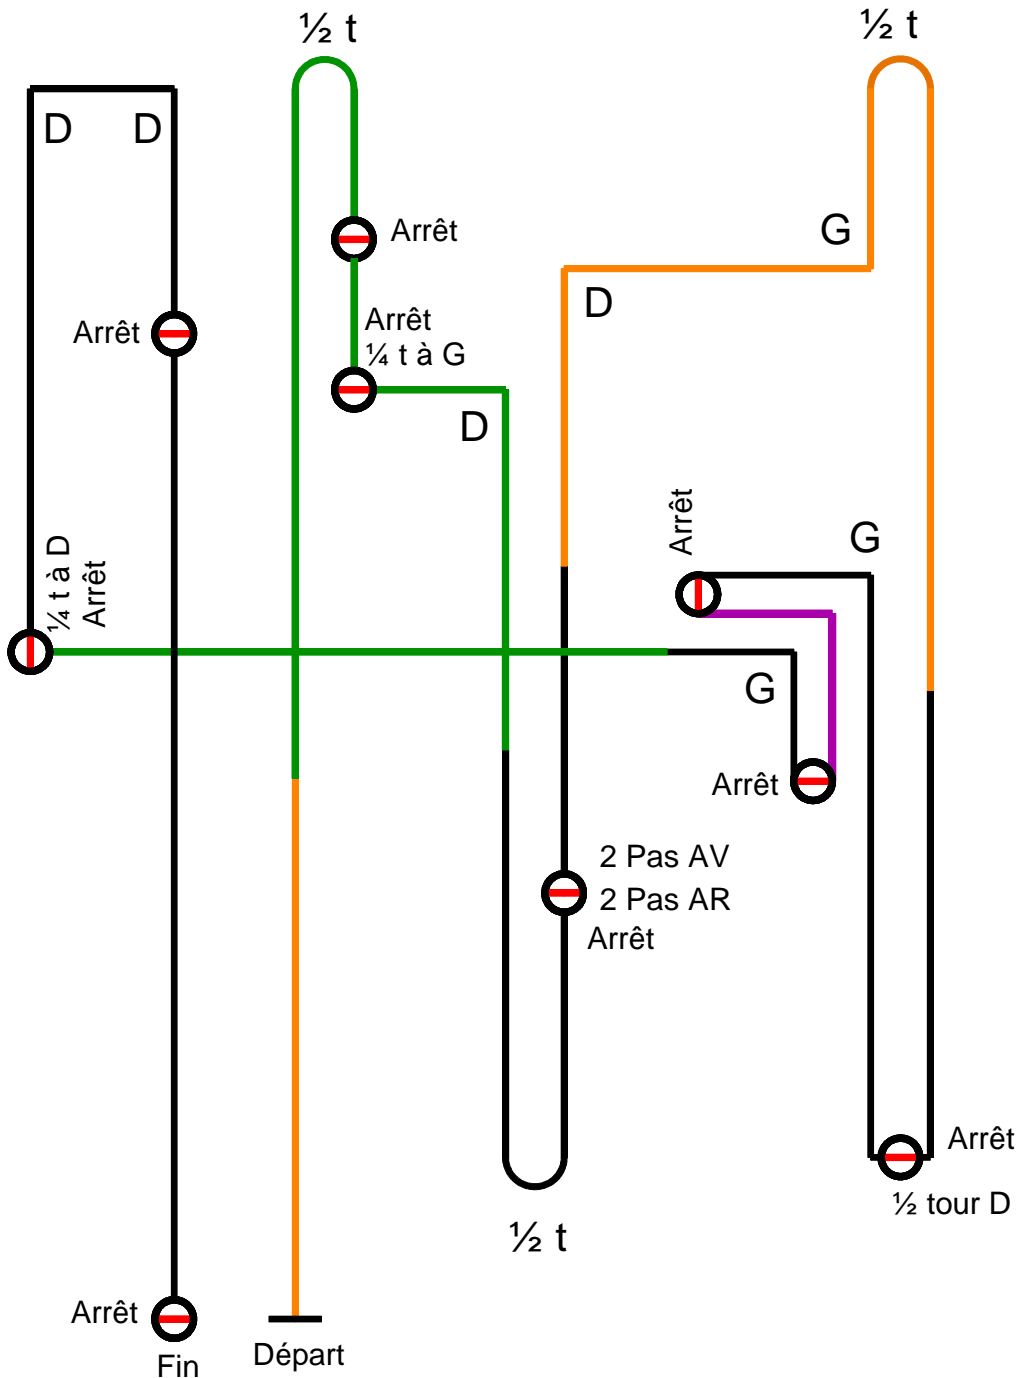 ½ t
½ t
D
D
G
Arrêt
D
Arrêt
¼ t à G
Arrêt
D
Arrêt
G
¼ t à D
Arrêt
G
Arrêt
2 Pas AV
2 Pas AR
Arrêt
Arrêt
½ tour D
½ t
Arrêt
Fin
Départ